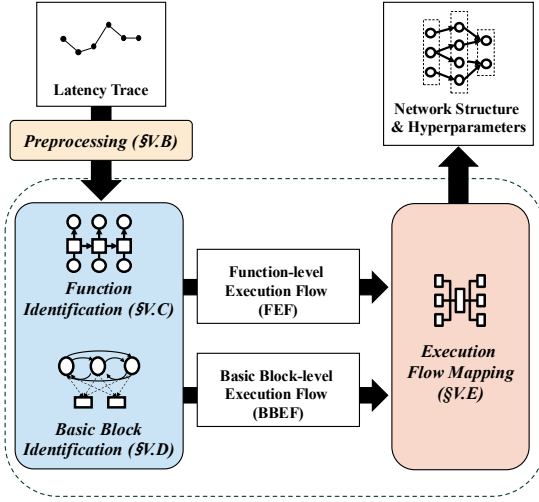 Latency Trace
Preprocessing (§V.B)
Network Structure
& Hyperparameters
Function
Identification (§V.C)
Function-level
Execution Flow
(FEF)
Basic Block
Identification (§V.D)
Basic Block-level
Execution Flow
(BBEF)
Execution
Flow Mapping
(§V.E)